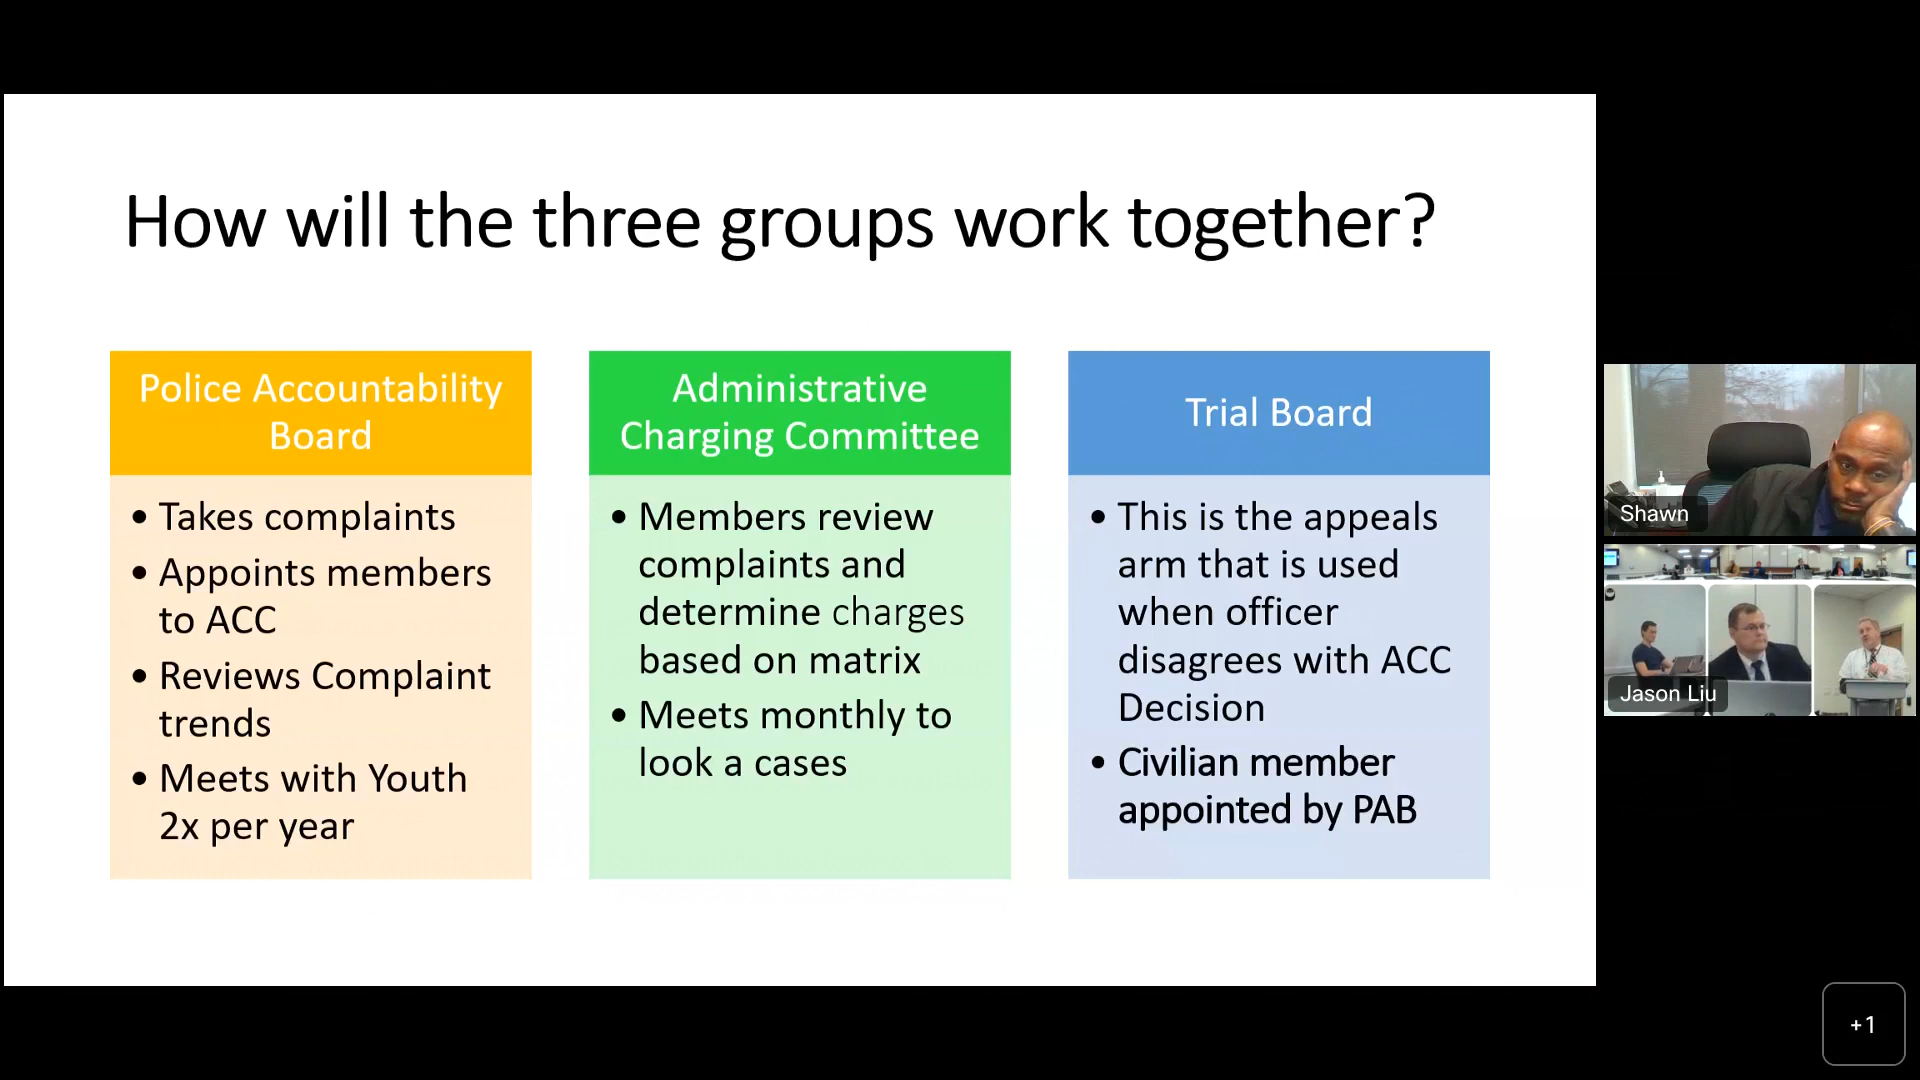 How will the three groups work together?
Police Accountability
Board
• Takes complaints
• Appoints members
to ACC
• Reviews Complaint
trends
• Meets with Youth
2x per year
Administrative
Charging Committee
• Members review
complaints and
determine charges
based on matrix
• Meets monthly to
look a cases
Trial Board
• This is the appeals
arm that is used
when officer
disagrees with ACC
Decision
• Civilian member
appointed by PAB
Shawn
Jason Liu
+1